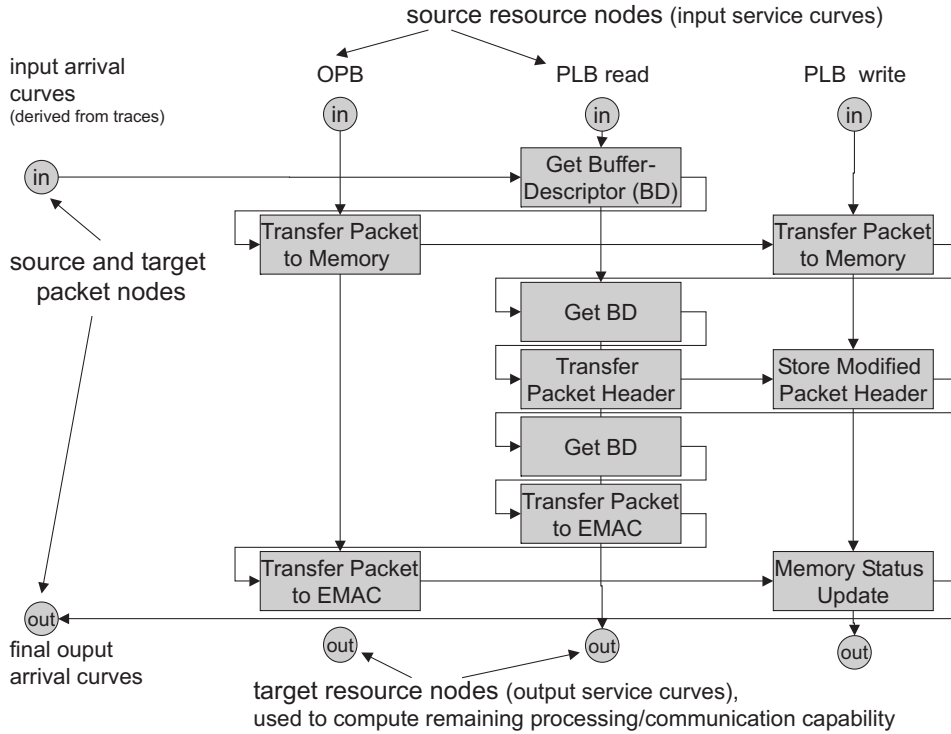 source resource nodes (input service curves)
input arrival
curves
(derived from traces)
OPB
PLB read
PLB write
in
in
in
in
Get Buffer-
Descriptor (BD)
Transfer Packet
to Memory
Transfer Packet
to Memory
source and target
packet nodes
Get BD
Transfer
Packet Header
Store Modified
Packet Header
Get BD
Transfer Packet
to EMAC
Transfer Packet
to EMAC
Memory Status
Update
out
final ouput
arrival curves
out
out
out
target resource nodes (output service curves),
used to compute remaining processing/communication capability